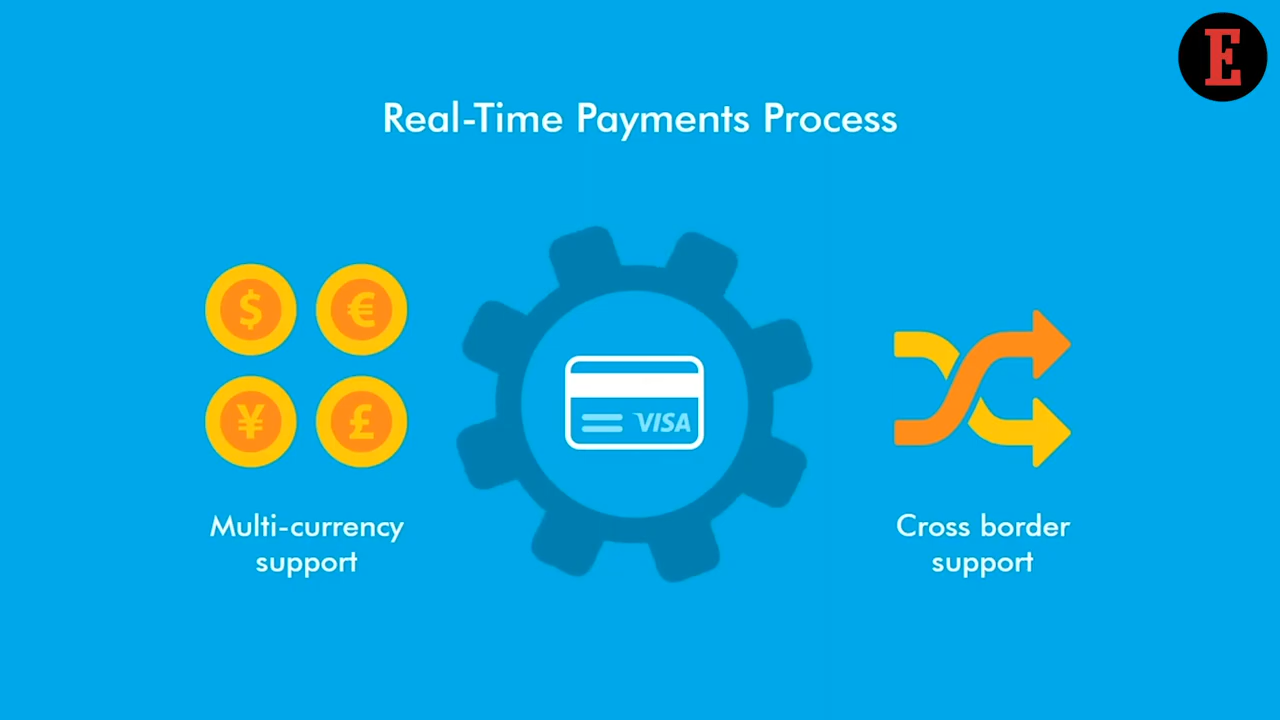 E
Real-Time Payments Process
$ €
¥ £
VISA
Multi-currency
support
Cross border
support